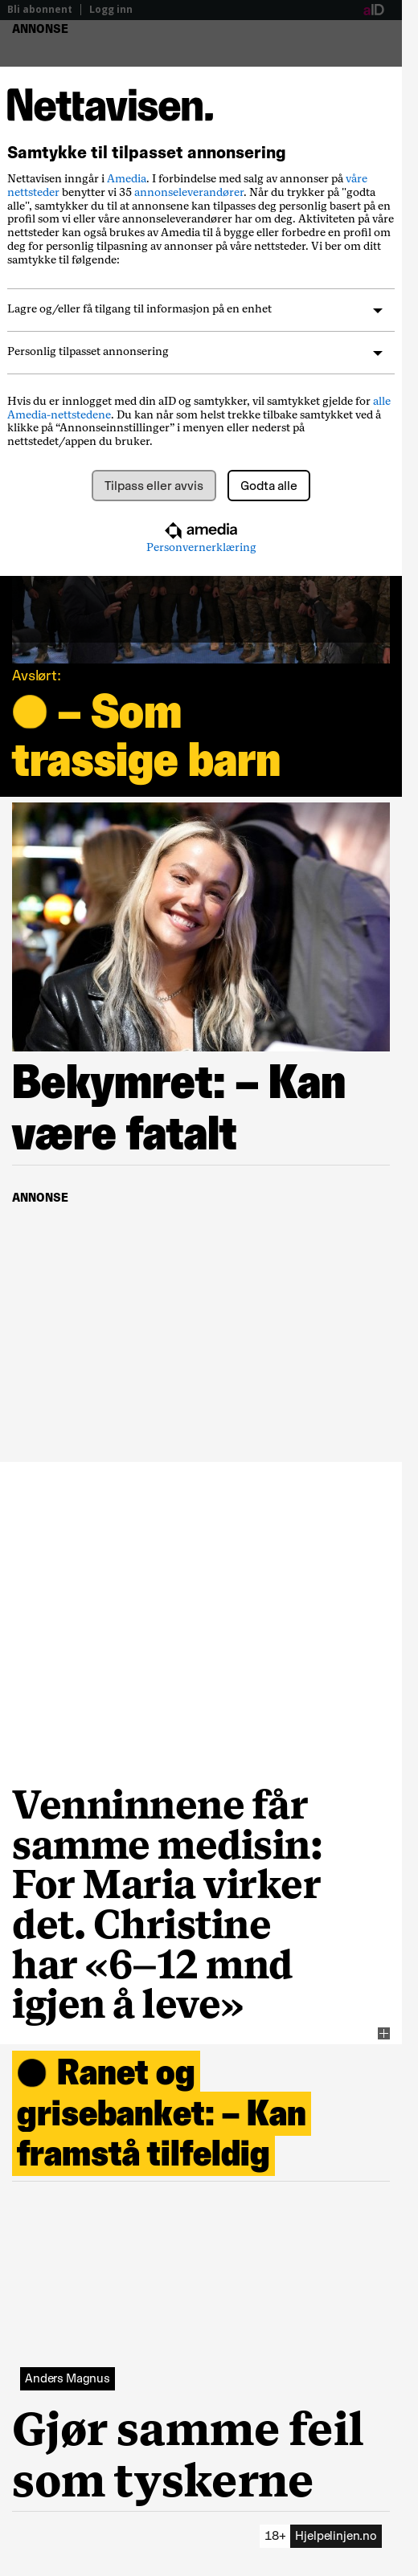 Bli abonnent | Logg inn
aID
ANNONSE
Nettavisen.
Samtykke til tilpasset annonsering
Nettavisen inngår i Amedia. I forbindelse med salg av annonser på våre
nettsteder benytter vi 35 annonseleverandører. Når du trykker på "godta
alle", samtykker du til at annonsene kan tilpasses deg personlig basert på en
profil som vi eller våre annonseleverandører har om deg. Aktiviteten på våre
nettsteder kan også brukes av Amedia til å bygge eller forbedre en profil om
deg for personlig tilpasning av annonser på våre nettsteder. Vi ber om ditt
samtykke til følgende:
Lagre og/eller få tilgang til informasjon på en enhet
Personlig tilpasset annonsering
Hvis du er innlogget med din aID og samtykker, vil samtykket gjelde for alle
Amedia-nettstedene. Du kan når som helst trekke tilbake samtykket ved å
klikke på “Annonseinnstillinger” i menyen eller nederst på
nettstedet/appen du bruker.
Tilpass eller avvis
Godta alle
amedia
Personvernerklæring
Avslørt:
– Som
trassige barn
Bekymret: – Kan
være fatalt
ANNONSE
Venninnene får
samme medisin:
For Maria virker
det. Christine
har «6–12 mnd
igjen å leve»
Ranet og
grisebanket: – Kan
framstå tilfeldig
Anders Magnus
Gjør samme feil
som tyskerne
18+ Hjelpelinjen.no